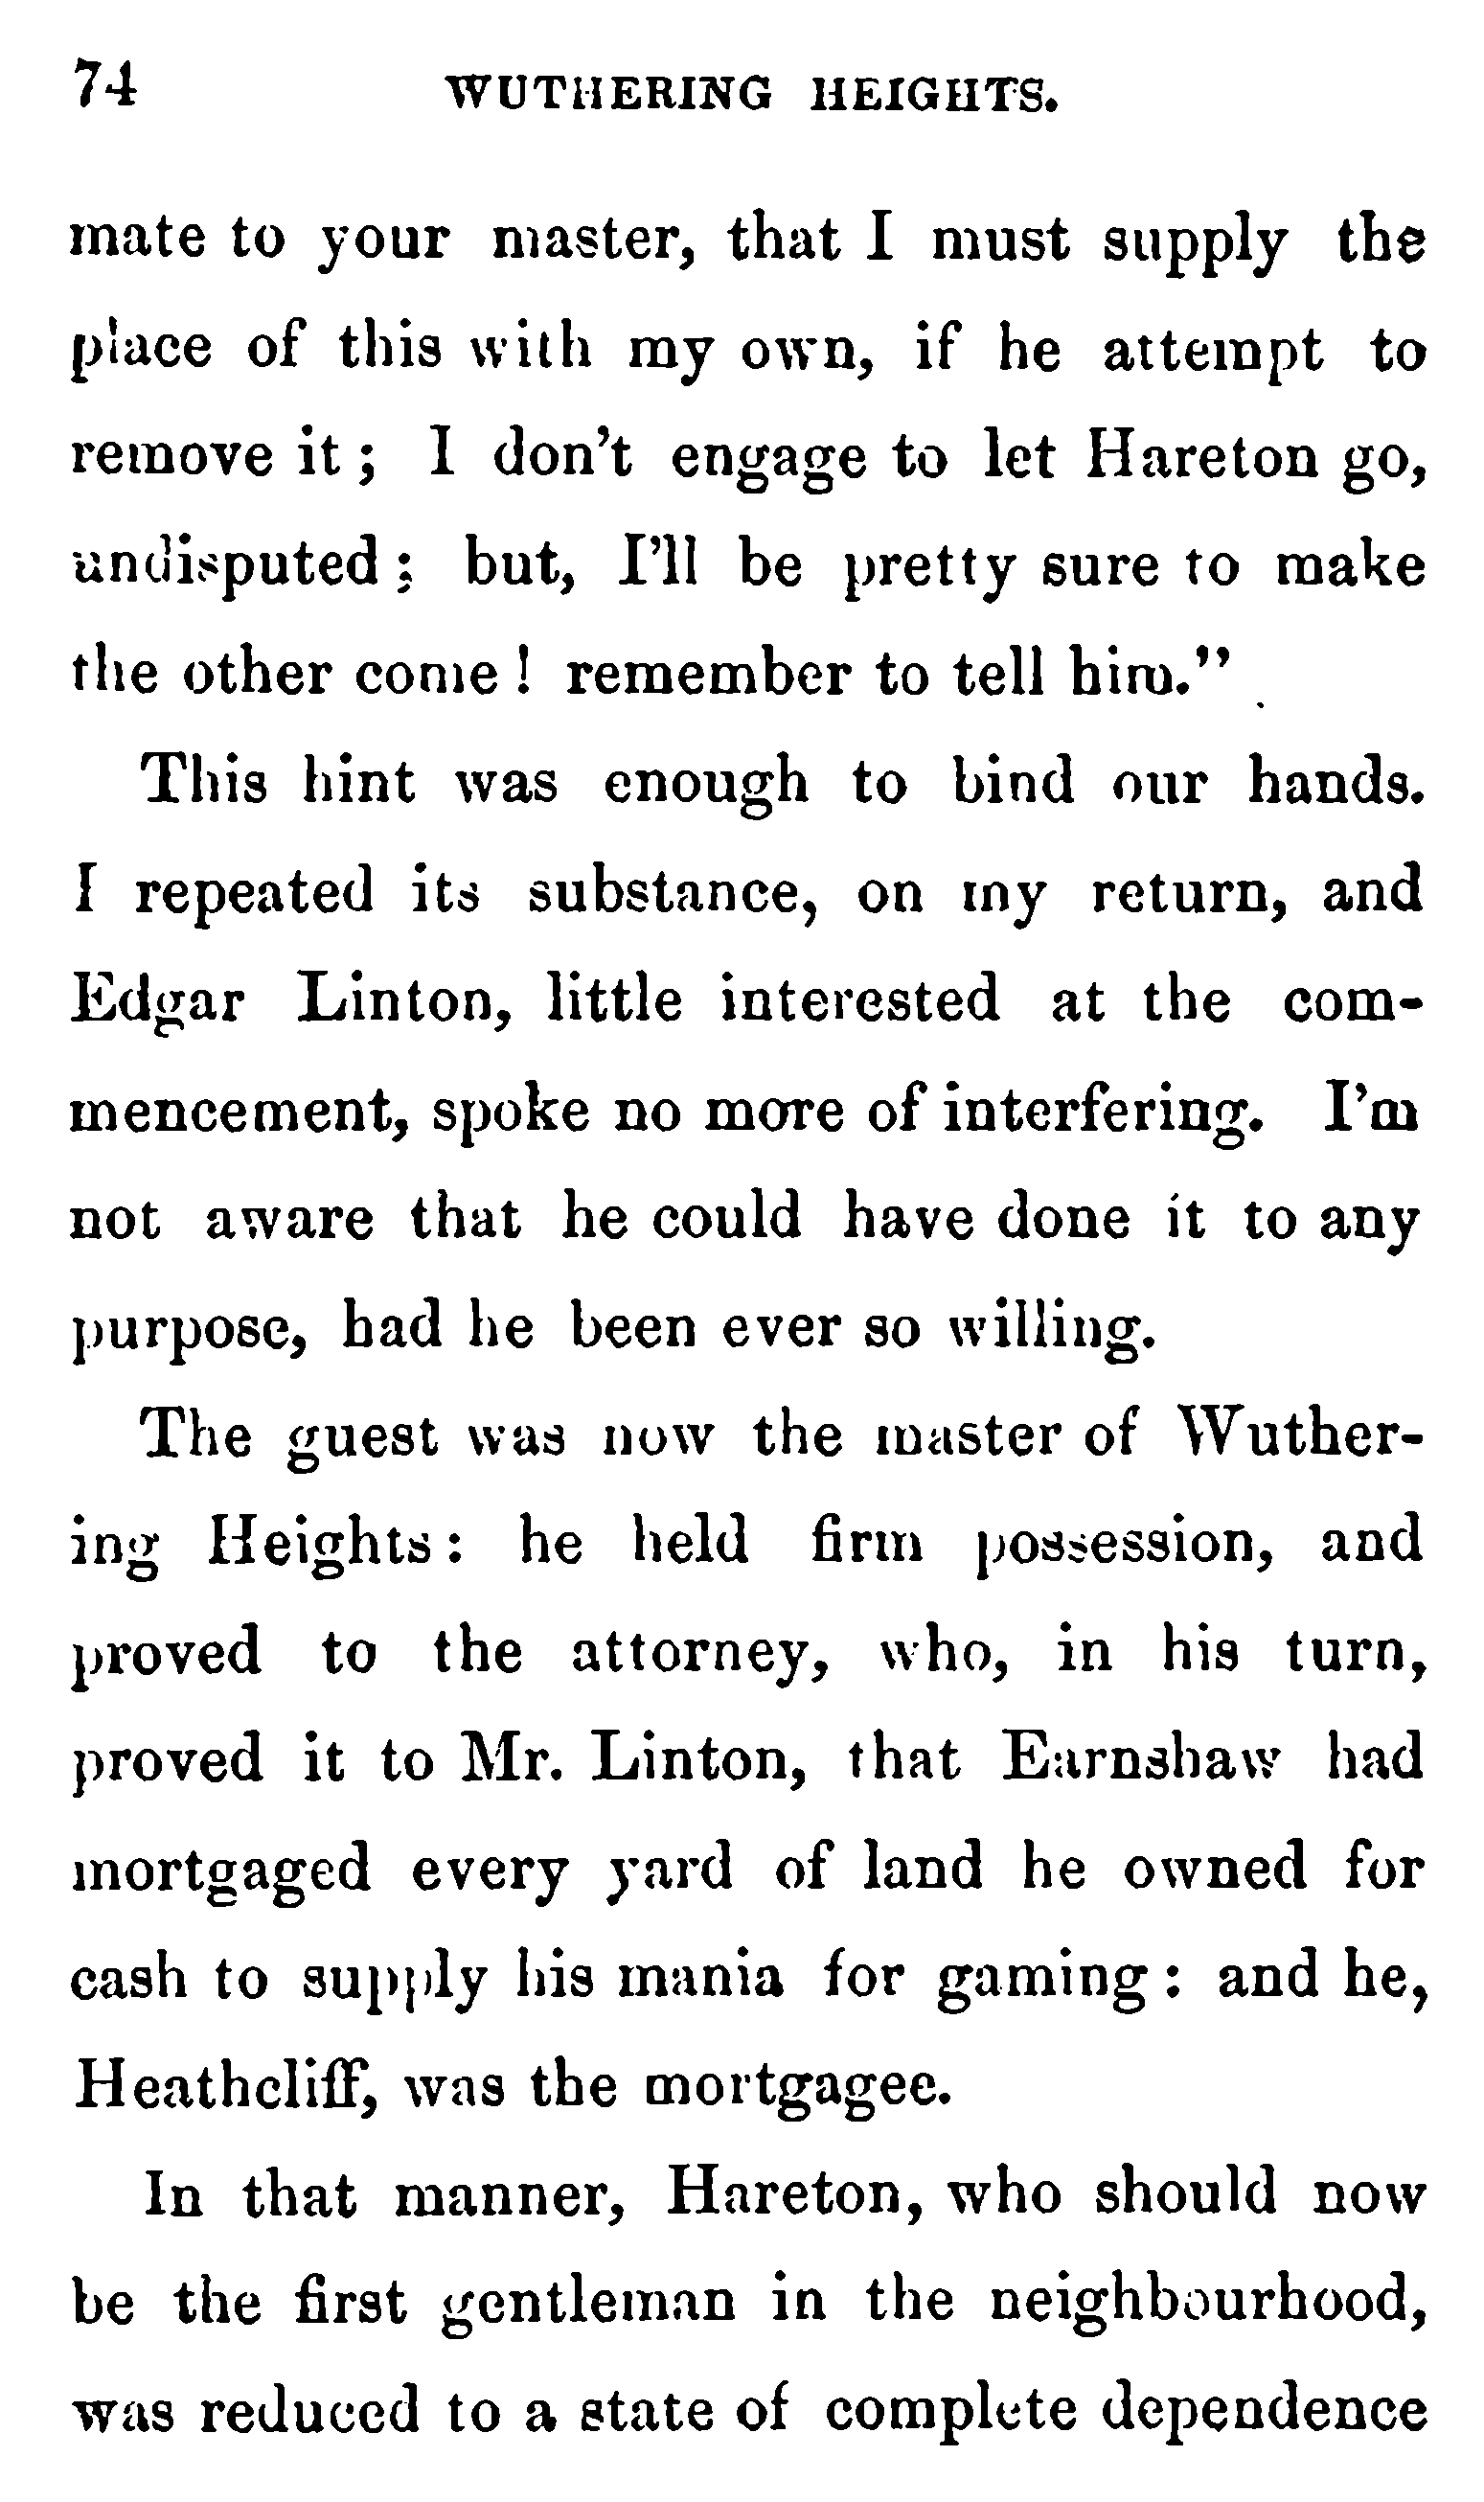 74 WUTHERING HEIGHTS.
mate to your master, that I must supply the
place of this with my own, if he attempt to
remove it; I don't engage to let Hareton go,
undisputed; but, I'll be pretty sure to make
the other come! remember to tell him."
This hint was enough to bind our hands.
I repeated its substance, on my return, and
Edgar Linton, little interested at the com-
mencement, spoke no more of interfering. I'm
not aware that he could have done it to any
purpose, had he been ever so willing.
The guest was now the master of Wuther-
ing Heights: he held firm possession, and
proved to the attorney, who, in his turn,
proved it to Mr. Linton, that Earnshaw had
mortgaged every yard of land he owned for
cash to supply his mania for gaming: and he,
Heathcliff, was the mortgagee.
In that manner, Hareton, who should now
be the first gentleman in the neighbourhood,
was reduced to a state of complete dependence